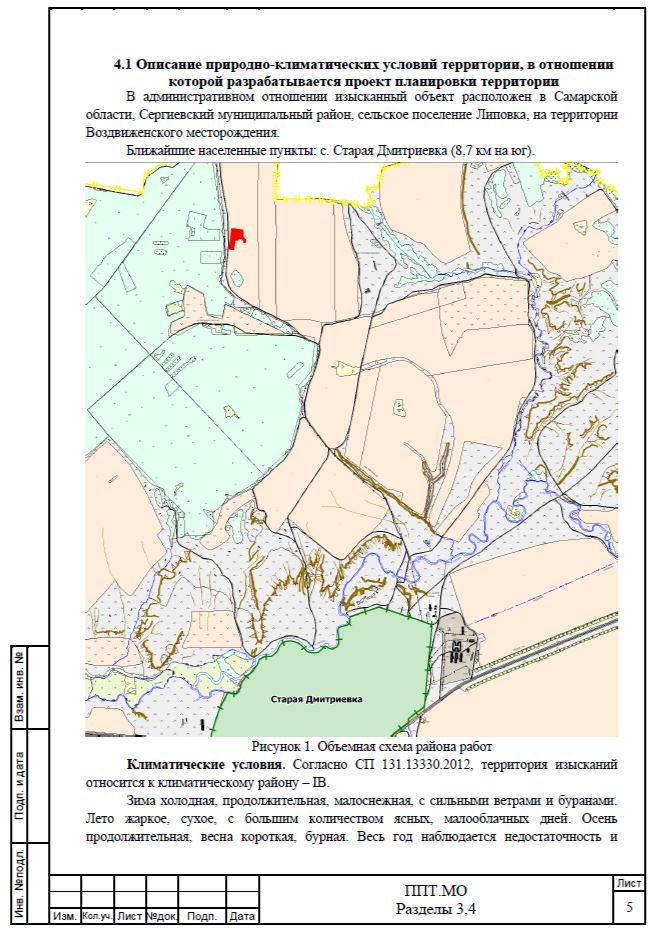 4.1 Описание природно-климатических условий территории, в отношении
которой разрабатывается проект планировки территории
В административном отношении изысканный объект расположен в Самарской
области, Сергиевский муниципальный район, сельское поселение Липовка, на территории
Воздвиженского месторождения.
Ближайшие населенные пункты: с. Старая Дмитриевка (8,7 км на юг).
Старая Дмитриевка
Рисунок 1. Объемная схема района работ
Климатические условия. Согласно СП 131.13330.2012, территория изысканий
относится к климатическому району – IВ.
Зима холодная, продолжительная, малоснежная, с сильными ветрами и буранами.
Лето жаркое, сухое, с большим количеством ясных, малооблачных дней. Осень
продолжительная, весна короткая, бурная. Весь год наблюдается недостаточность и
Взам. инв. №
Подп. и дата
Инв. №подл.
Изм. Кол.уч. Лист №док. Подп. Дата
ППТ.МО
Разделы 3,4
Лист
5